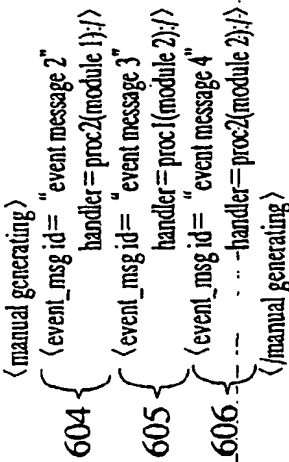 <manual generating>
604 <event_msg id= "event message 2"
handler=proc2(module 1);/>
605 <event_msg id= "event message 3"
handler=proc1(module 2);/>
606 <event_msg id= "event message 4"
handler=proc2(module 2);/>
</manual generating>